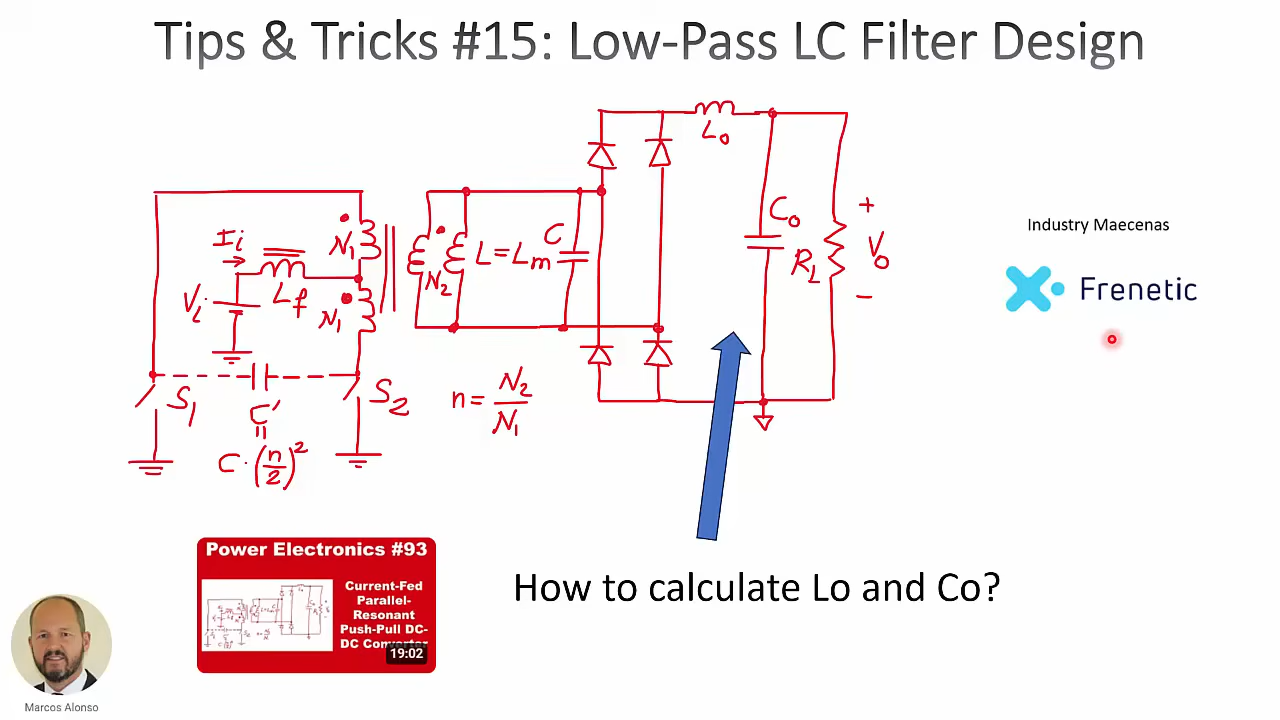 Tips & Tricks #15: Low-Pass LC Filter Design
Lo
Co
RL
+
Vo
−
Ii
Vi
Lf
N1
N1
N2
L = Lm
C
S1
S2
C'
=
C·(n/2)²
n = N2/N1
Industry Maecenas
Frenetic
Power Electronics #93
Current-Fed
Parallel-
Resonant
Push-Pull DC-
DC Converter
19:02
How to calculate Lo and Co?
Marcos Alonso